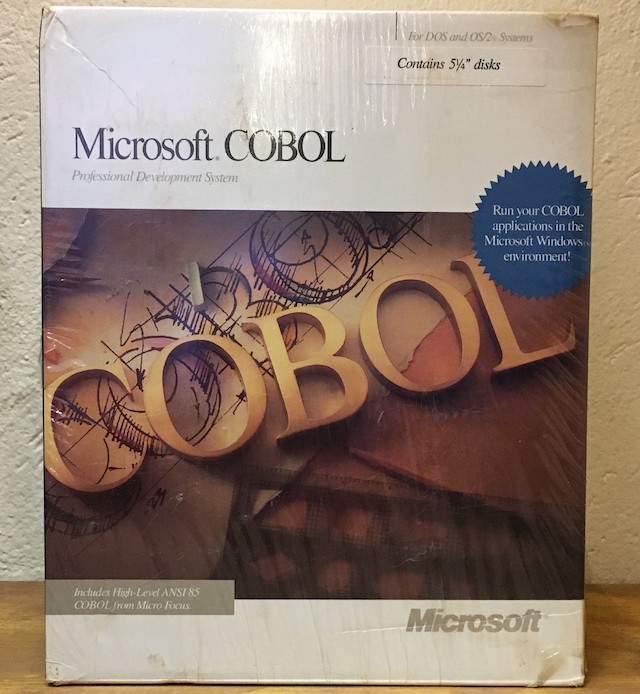 For DOS and OS/2® Systems
Contains 5¼" disks
Microsoft® COBOL
Professional Development System
Run your COBOL
applications in the
Microsoft Windows™
environment!
COBOL
Includes High-Level ANSI 85
COBOL from Micro Focus.
Microsoft®